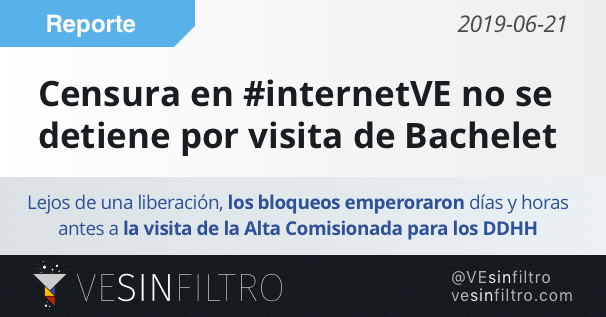 Reporte
2019-06-21
Censura en #internetVE no se
detiene por visita de Bachelet
Lejos de una liberación, los bloqueos emperoraron días y horas
antes a la visita de la Alta Comisionada para los DDHH
VESINFILTRO
@VEsinfiltro
vesinfiltro.com